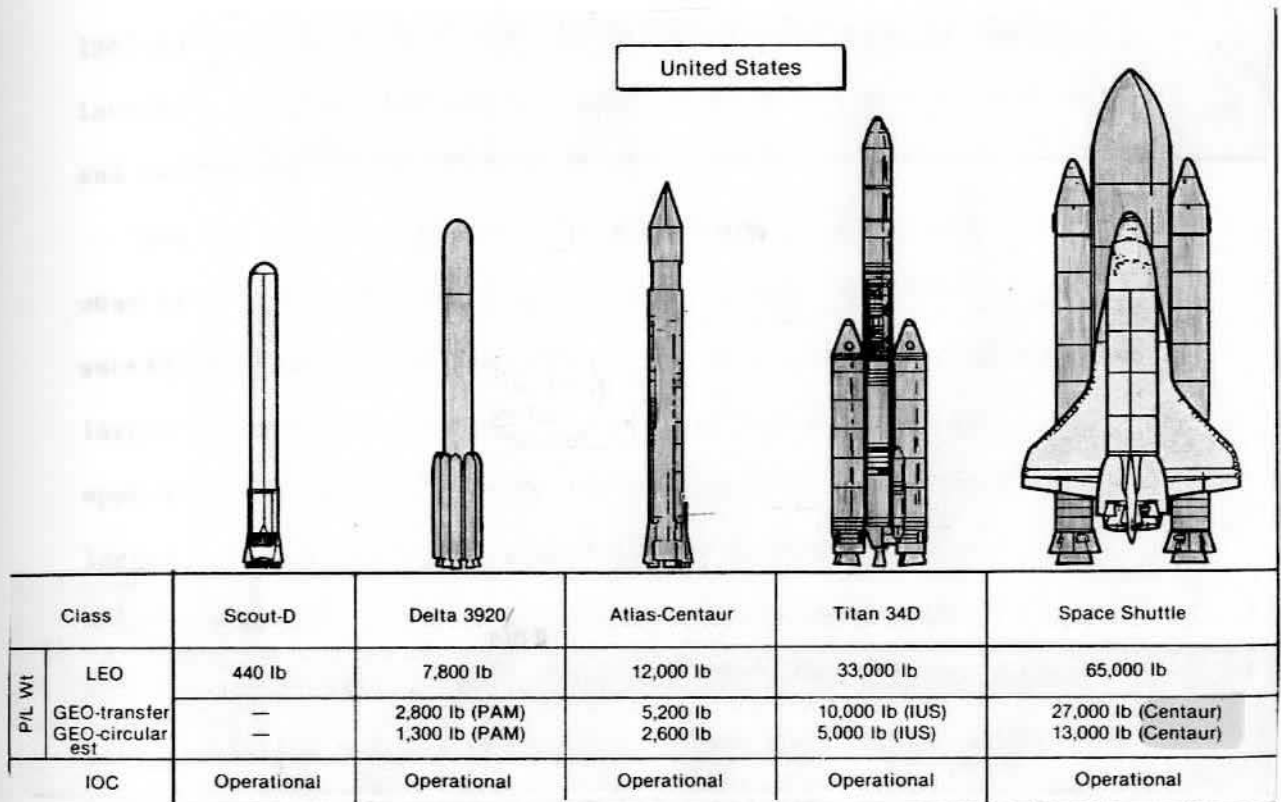 United States
Class Scout-D Delta 3920/ Atlas-Centaur Titan 34D Space Shuttle
P/L Wt
LEO 440 lb 7,800 lb 12,000 lb 33,000 lb 65,000 lb
GEO-transfer — 2,800 lb (PAM) 5,200 lb 10,000 lb (IUS) 27,000 lb (Centaur)
GEO-circular — 1,300 lb (PAM) 2,600 lb 5,000 lb (IUS) 13,000 lb (Centaur)
est
IOC Operational Operational Operational Operational Operational